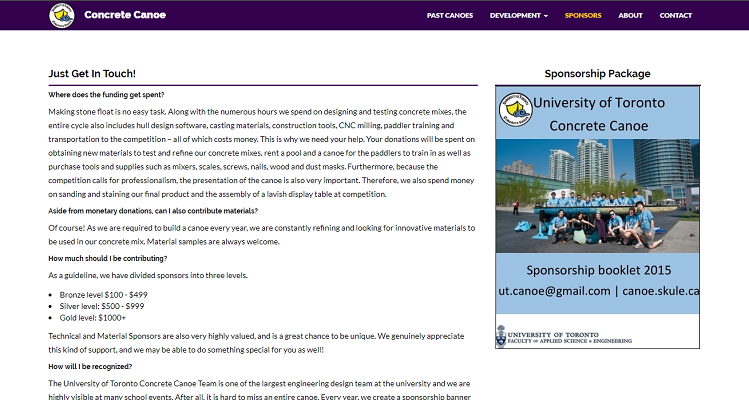 Concrete Canoe
PAST CANOES
DEVELOPMENT
SPONSORS
ABOUT
CONTACT
Just Get In Touch!
Where does the funding get spent?
Making stone float is no easy task. Along with the numerous hours we spend on designing and testing concrete mixes, the
entire cycle also includes hull design software, casting materials, construction tools, CNC milling, paddler training and
transportation to the competition – all of which costs money. This is why we need your help. Your donations will be spent on
obtaining new materials to test and refine our concrete mixes, rent a pool and a canoe for the paddlers to train in as well as
purchase tools and supplies such as mixers, scales, screws, nails, wood and dust masks. Furthermore, because the
competition calls for professionalism, the presentation of the canoe is also very important. Therefore, we also spend money
on sanding and staining our final product and the assembly of a lavish display table at competition.
Aside from monetary donations, can I also contribute materials?
Of course! As we are required to build a canoe every year, we are constantly refining and looking for innovative materials to
be used in our concrete mix. Material samples are always welcome.
How much should I be contributing?
As a guideline, we have divided sponsors into three levels.
Bronze level $100 - $499
Silver level: $500 - $999
Gold level: $1000+
Technical and Material Sponsors are also very highly valued, and is a great chance to be unique. We genuinely appreciate
this kind of support, and we may be able to do something special for you as well!
How will I be recognized?
The University of Toronto Concrete Canoe Team is one of the largest engineering design team at the university and we are
highly visible at many school events. After all, it is hard to miss an entire canoe. Every year, we create a sponsorship banner
Sponsorship Package
University of Toronto
Concrete Canoe
Sponsorship booklet 2015
ut.canoe@gmail.com | canoe.skule.ca
UNIVERSITY OF TORONTO
FACULTY OF APPLIED SCIENCE & ENGINEERING